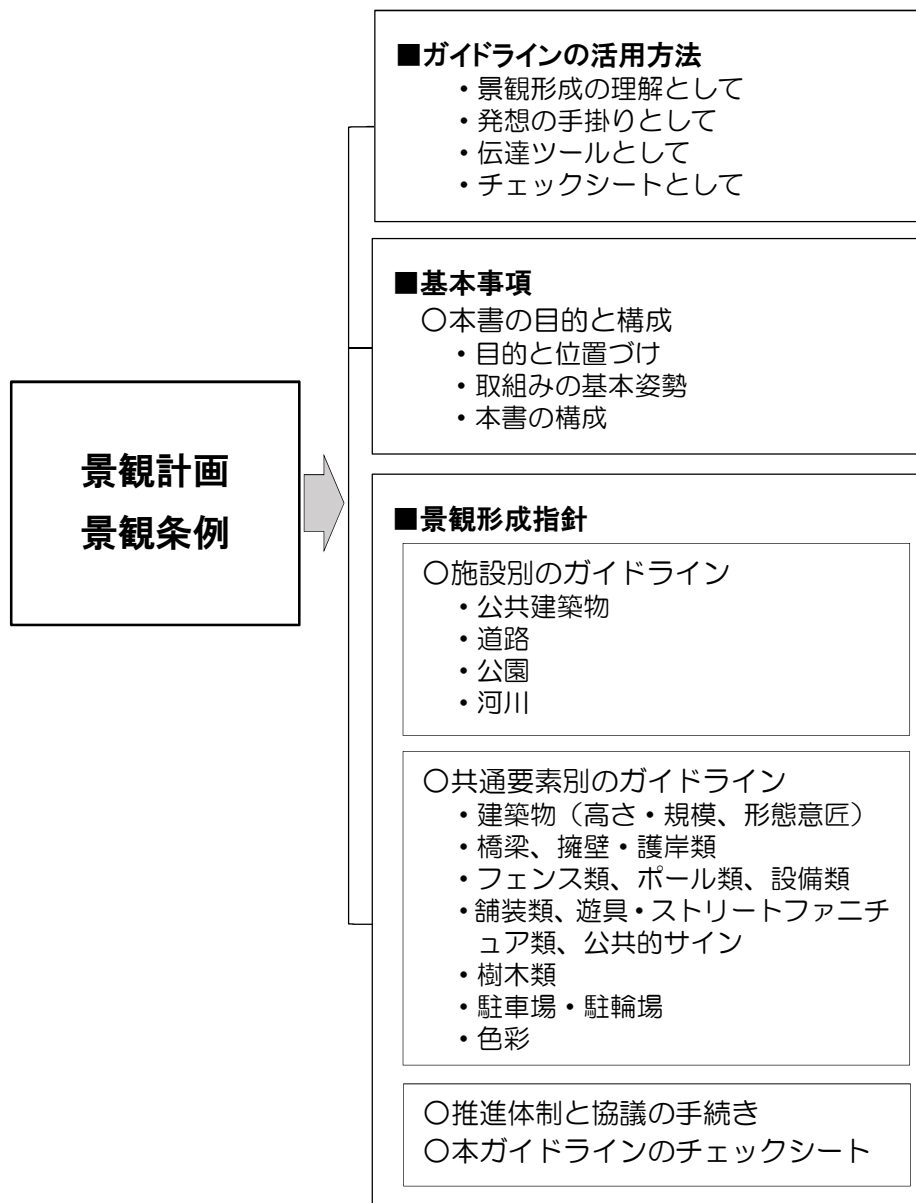 ■ガイドラインの活用方法
・景観形成の理解として
・発想の手掛りとして
・伝達ツールとして
・チェックシートとして
■基本事項
〇本書の目的と構成
・目的と位置づけ
・取組みの基本姿勢
・本書の構成
景観計画
景観条例
■景観形成指針
〇施設別のガイドライン
・公共建築物
・道路
・公園
・河川
〇共通要素別のガイドライン
・建築物（高さ・規模、形態意匠）
・橋梁、擁壁・護岸類
・フェンス類、ポール類、設備類
・舗装類、遊具・ストリートファニチ
ュア類、公共的サイン
・樹木類
・駐車場・駐輪場
・色彩
〇推進体制と協議の手続き
〇本ガイドラインのチェックシート